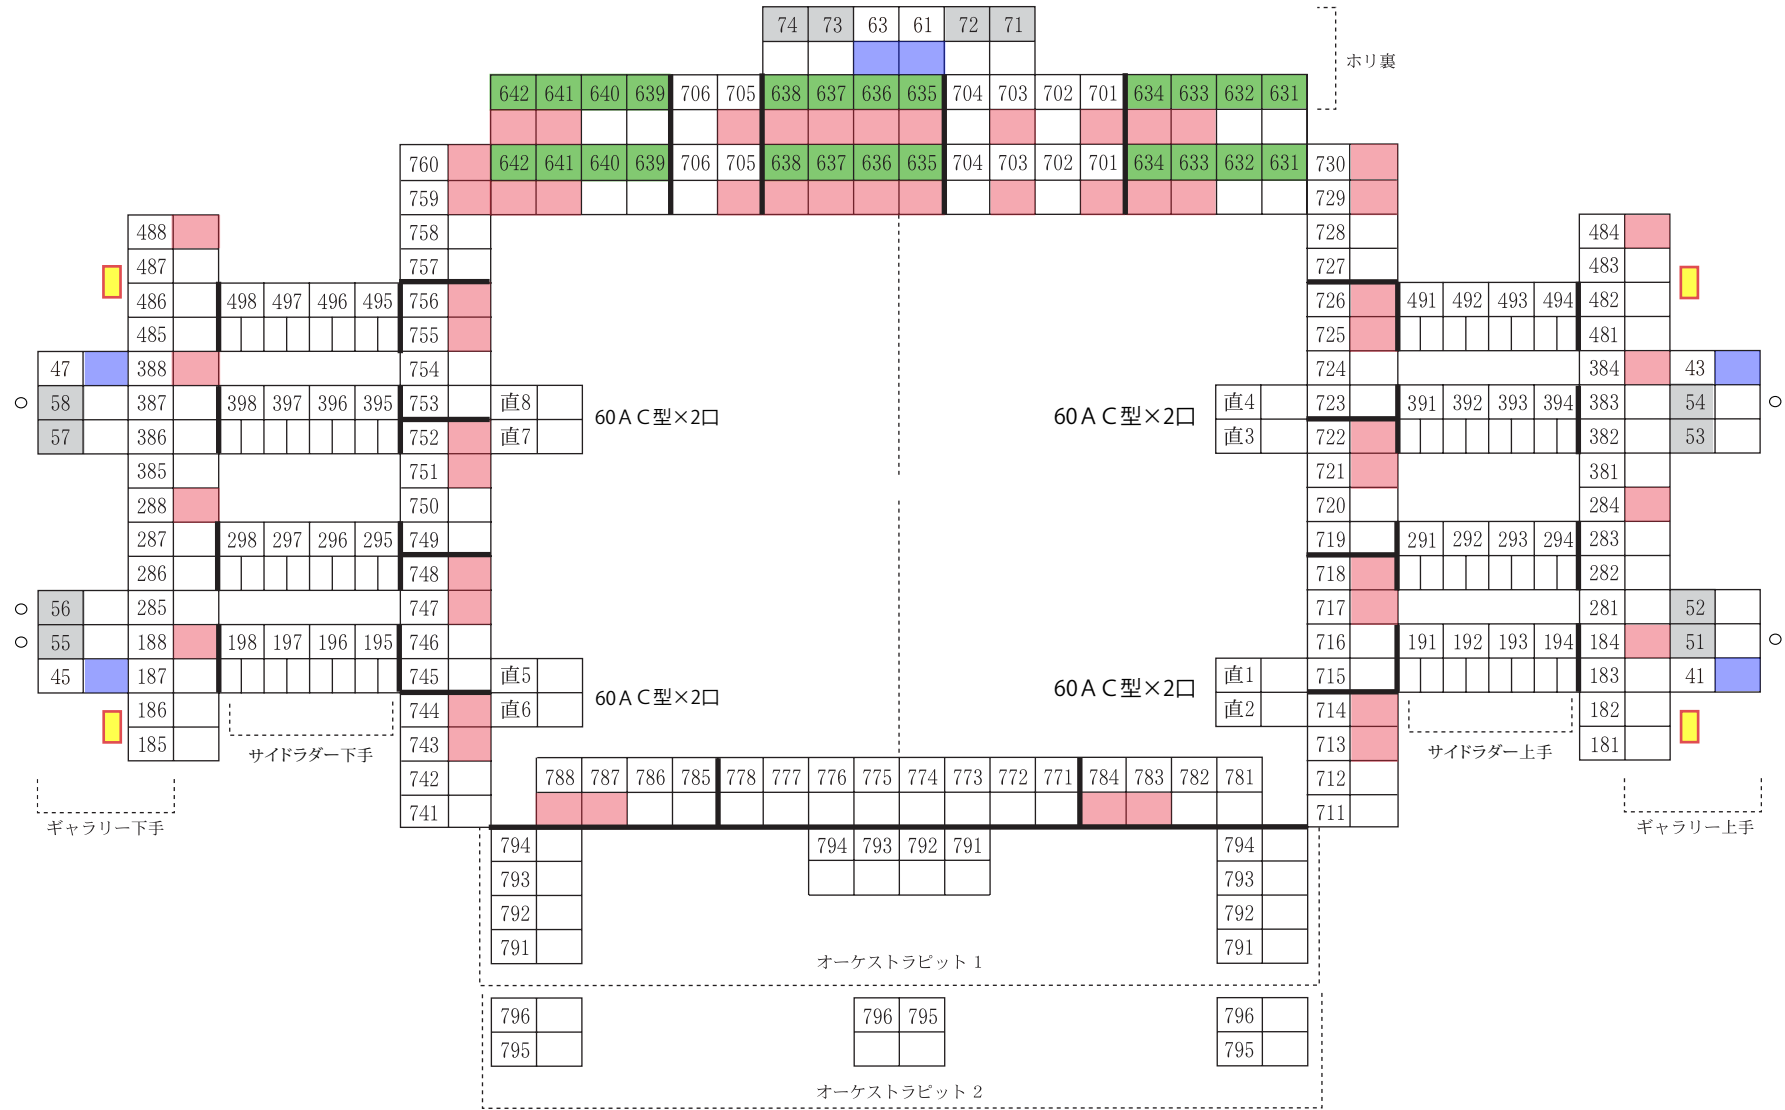 74 73 63 61 72 71
ホリ裏
642 641 640 639 706 705 638 637 636 635 704 703 702 701 634 633 632 631
760 642 641 640 639 706 705 638 637 636 635 704 703 702 701 634 633 632 631 730
759 729
488 758 728 484
487 757 727 483
486 498 497 496 495 756 726 491 492 493 494 482
485 755 725 481
47 388 754 724 384 43
○ 58 387 398 397 396 395 753 直8 直4 723 391 392 393 394 383 54 ○
60ＡＣ型×2口 60ＡＣ型×2口
57 386 752 直7 直3 722 382 53
385 751 721 381
288 750 720 284
287 298 297 296 295 749 719 291 292 293 294 283
286 748 718 282
○ 56 285 747 717 281 52
○ 55 188 198 197 196 195 746 716 191 192 193 194 184 51 ○
45 187 745 直5 直1 715 183 41
60ＡＣ型×2口 60ＡＣ型×2口
186 744 直6 直2 714 182
185 743 713 181
サイドラダー下手 サイドラダー上手
742 788 787 786 785 778 777 776 775 774 773 772 771 784 783 782 781 712
741 711
ギャラリー下手 ギャラリー上手
794 794 793 792 791 794
793 793
792 792
791 791
オーケストラピット 1
796 796 795 796
795 795
オーケストラピット 2